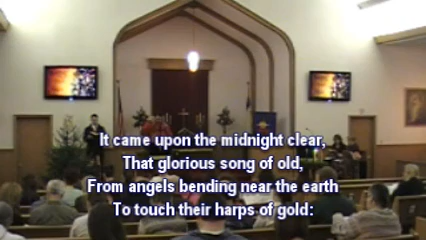 It came upon the midnight clear,
That glorious song of old,
From angels bending near the earth
To touch their harps of gold: